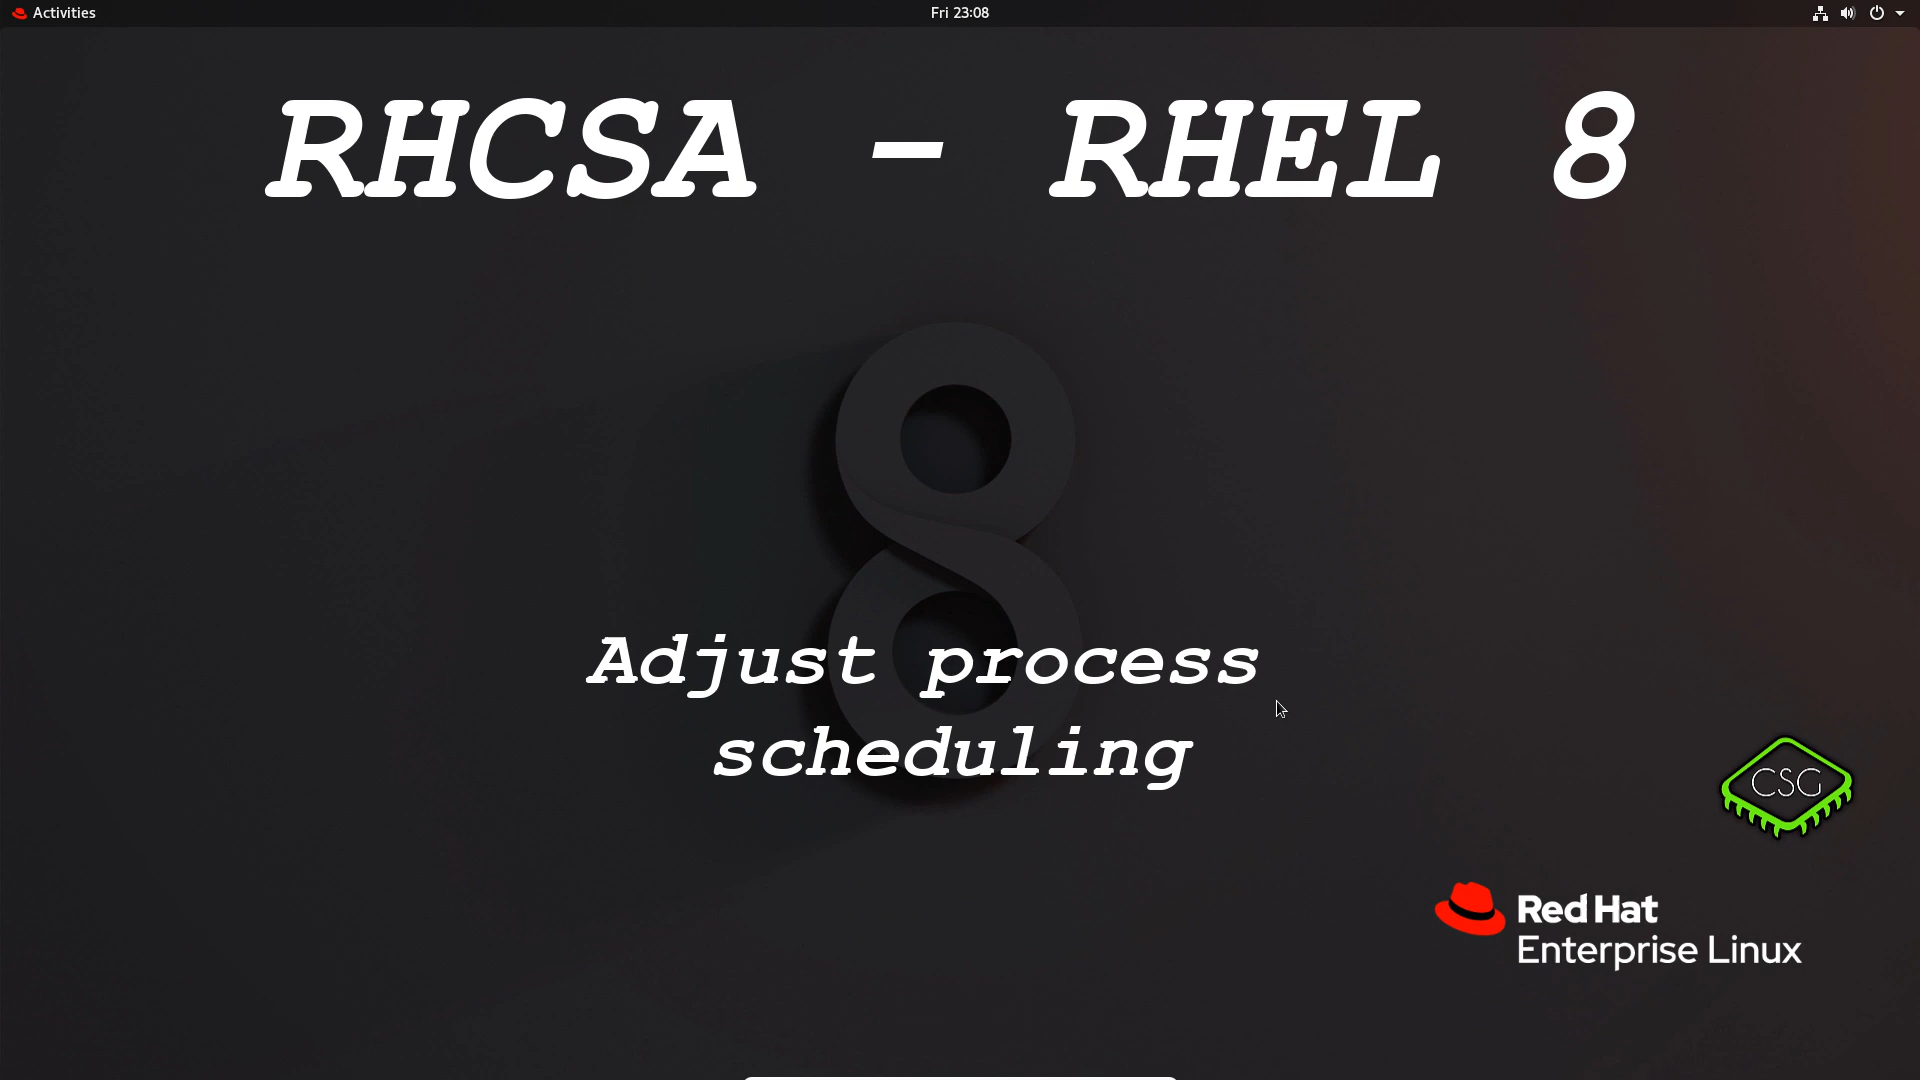 Activities
Fri 23:08
RHCSA - RHEL 8
Adjust process
scheduling
CSG
Red Hat
Enterprise Linux